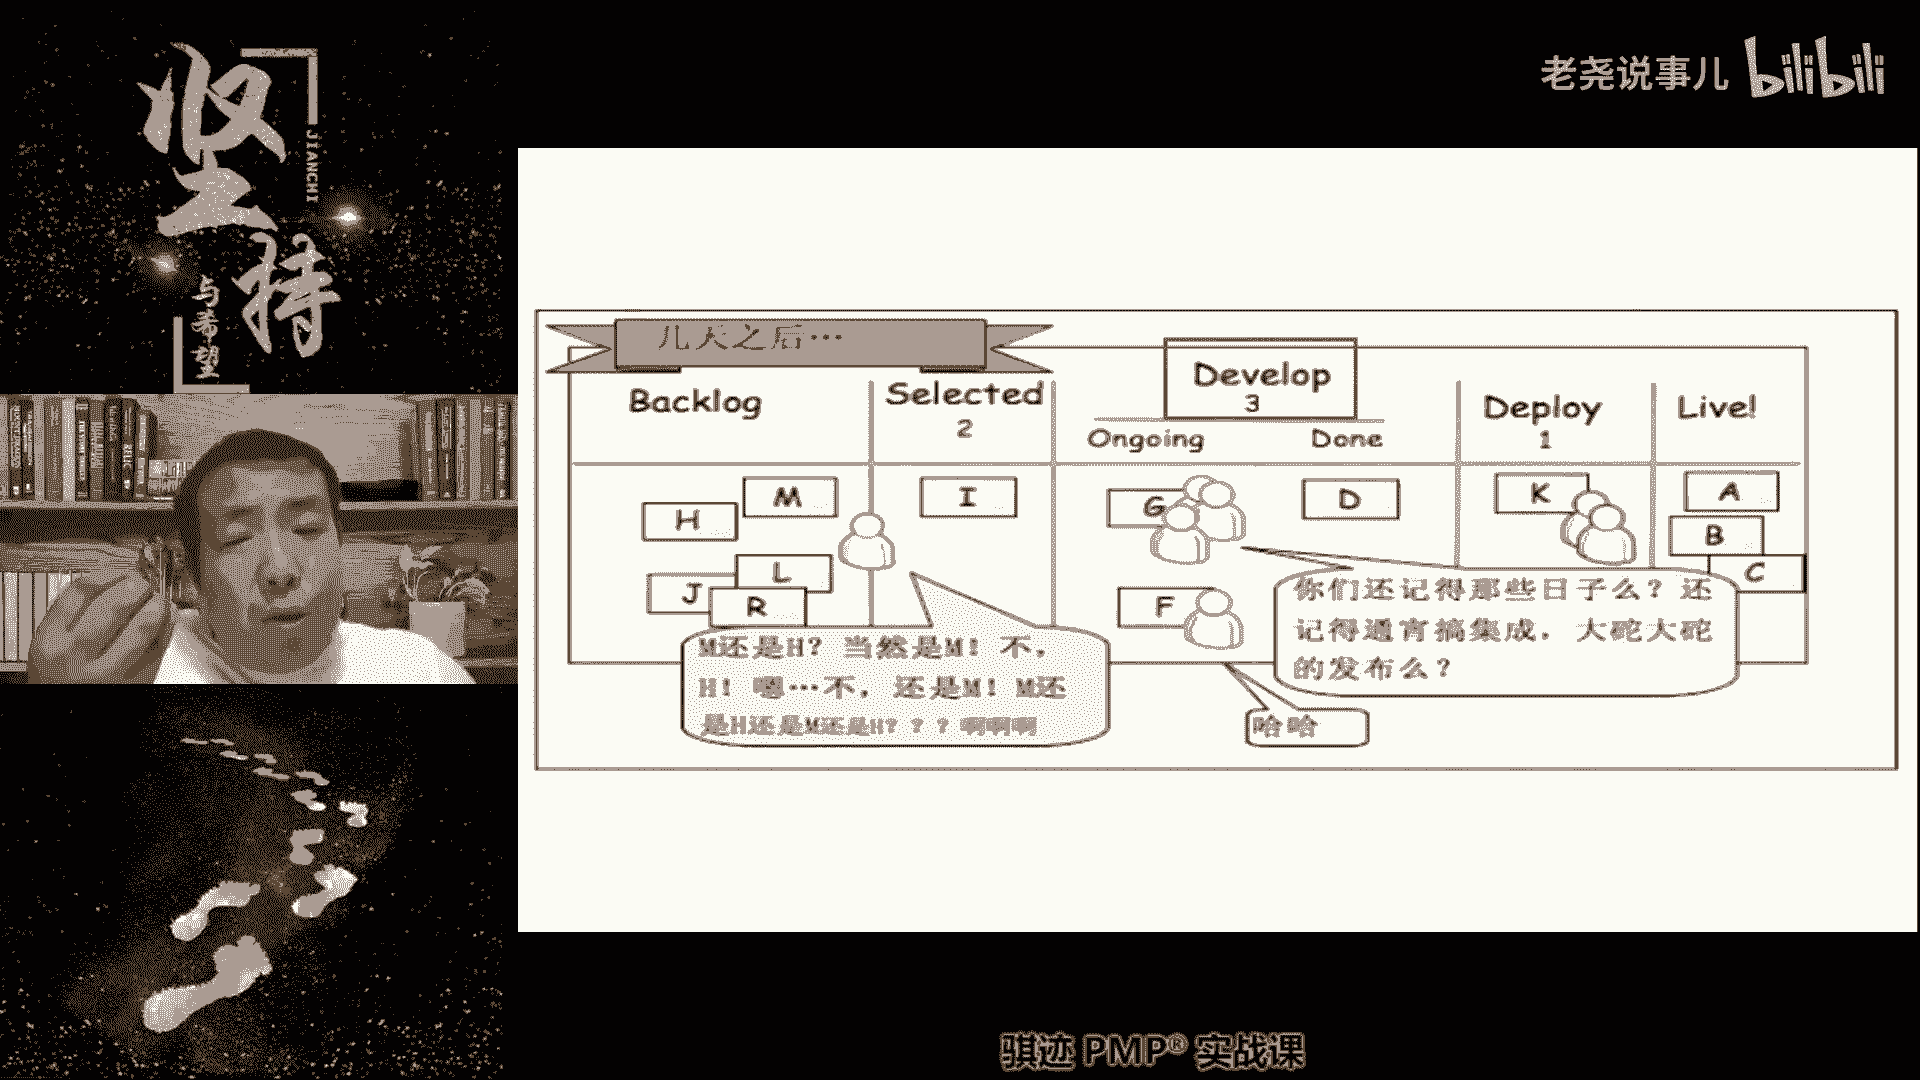 坚持
JIANCHI
与希望
老尧说事儿 bilibili
几天之后…
Backlog
Selected
2
Develop
3
Ongoing
Done
Deploy
1
Live!
H
M
J
L
R
I
G
D
F
K
A
B
C
M还是H? 当然是M! 不,
H! 嗯…不, 还是M! M还
是H还是M还是H? ? ? 啊啊啊
你们还记得那些日子么? 还
记得通宵搞集成, 大砣大砣
的发布么?
哈哈
骐迹 PMP® 实战课